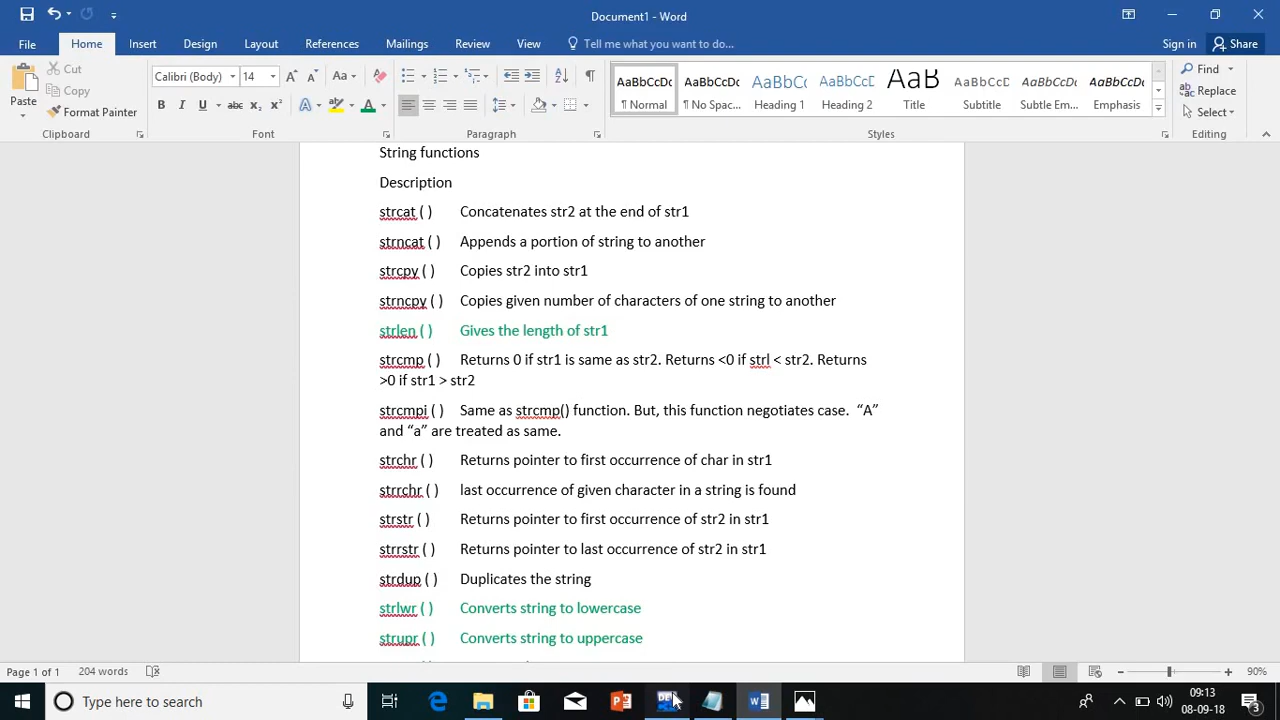 Document1 - Word
File Home Insert Design Layout References Mailings Review View Tell me what you want to do... Sign in Share
Cut
Copy
Paste
Format Painter
Calibri (Body) 14
AaBbCcDc AaBbCcDc AaBbCc AaBbCcD AaB AaBbCcD AaBbCcDc AaBbCcDc
¶ Normal ¶ No Spac... Heading 1 Heading 2 Title Subtitle Subtle Em... Emphasis
Find
Replace
Select
Clipboard Font Paragraph Styles Editing
String functions
Description
strcat ( ) Concatenates str2 at the end of str1
strncat ( ) Appends a portion of string to another
strcpy ( ) Copies str2 into str1
strncpy ( ) Copies given number of characters of one string to another
strlen ( ) Gives the length of str1
strcmp ( ) Returns 0 if str1 is same as str2. Returns <0 if strl < str2. Returns
>0 if str1 > str2
strcmpi ( ) Same as strcmp() function. But, this function negotiates case. “A”
and “a” are treated as same.
strchr ( ) Returns pointer to first occurrence of char in str1
strrchr ( ) last occurrence of given character in a string is found
strstr ( ) Returns pointer to first occurrence of str2 in str1
strrstr ( ) Returns pointer to last occurrence of str2 in str1
strdup ( ) Duplicates the string
strlwr ( ) Converts string to lowercase
strupr ( ) Converts string to uppercase
Page 1 of 1 204 words 90%
Type here to search
09:13
08-09-18